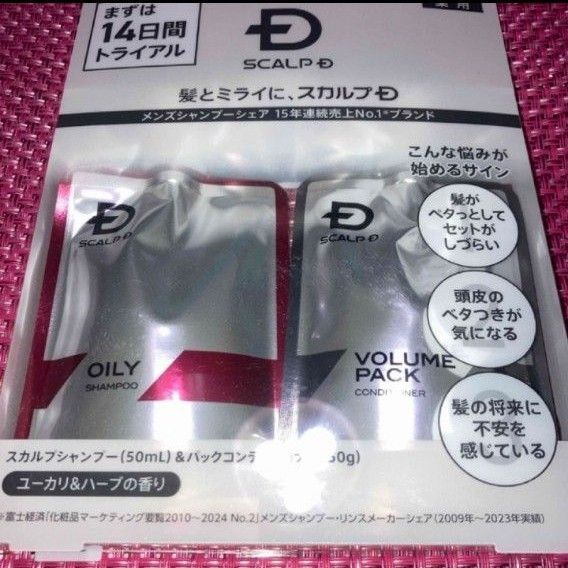 まずは
14日間
トライアル
薬用
SCALP D
髪とミライに、スカルプD
メンズシャンプーシェア 15年連続売上No.1*ブランド
こんな悩みが
始めるサイン
SCALP D
OILY
SHAMPOO
SCALP D
VOLUME
PACK
CONDITIONER
髪が
ベタっとして
セットが
しづらい
頭皮の
ベタつきが
気になる
髪の将来に
不安を
感じている
スカルプシャンプー(50mL)&パックコンデ 50g)
ユーカリ&ハーブの香り
※富士経済「化粧品マーケティング要覧2010~2024 No.2」メンズシャンプー・リンスメーカーシェア(2009年~2023年実績)